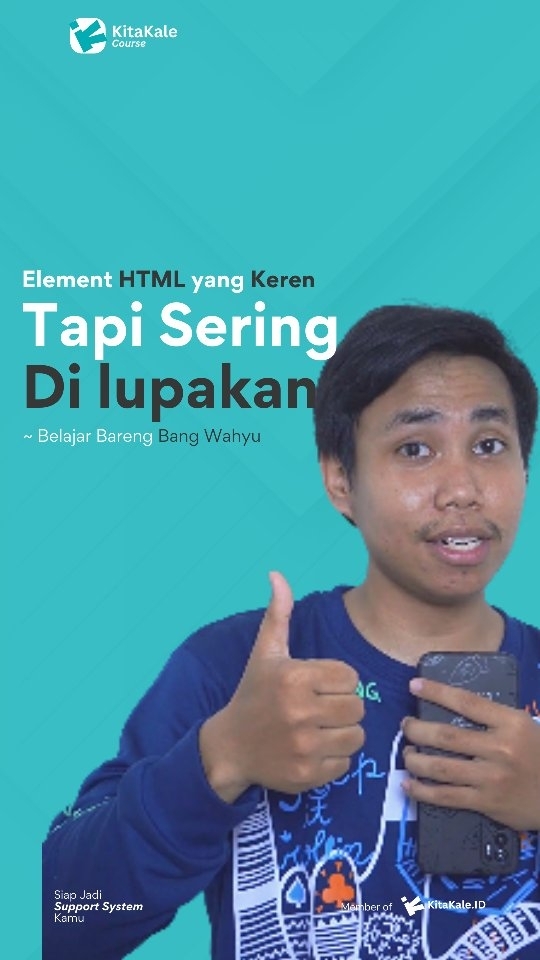 KitaKale
Course
Element HTML yang Keren
Tapi Sering
Di lupakan
~ Belajar Bareng Bang Wahyu
Siap Jadi
Support System
Kamu
Member of KitaKale.ID